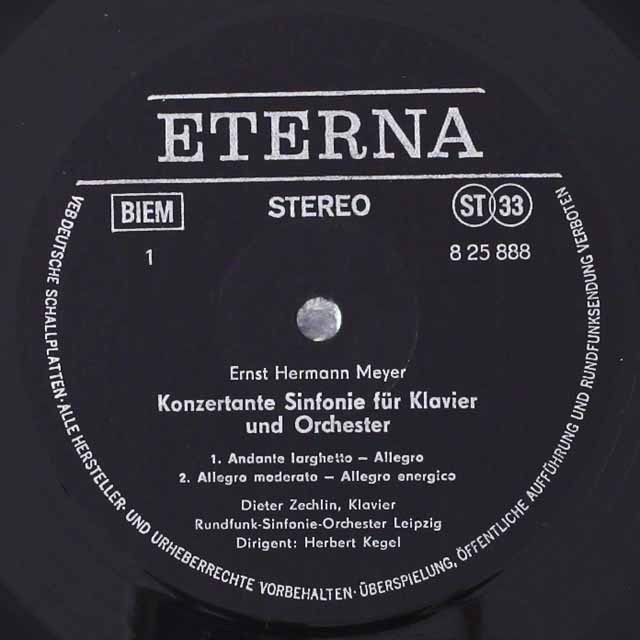 ETERNA
BIEM
STEREO
ST 33
1
8 25 888
Ernst Hermann Meyer
Konzertante Sinfonie für Klavier
und Orchester
1. Andante larghetto – Allegro
2. Allegro moderato – Allegro energico
Dieter Zechlin, Klavier
Rundfunk-Sinfonie-Orchester Leipzig
Dirigent: Herbert Kegel
VEB DEUTSCHE SCHALLPLATTEN · ALLE HERSTELLER- UND URHEBERRECHTE VORBEHALTEN · ÜBERSPIELUNG, ÖFFENTLICHE AUFFÜHRUNG UND RUNDFUNKSENDUNG VERBOTEN